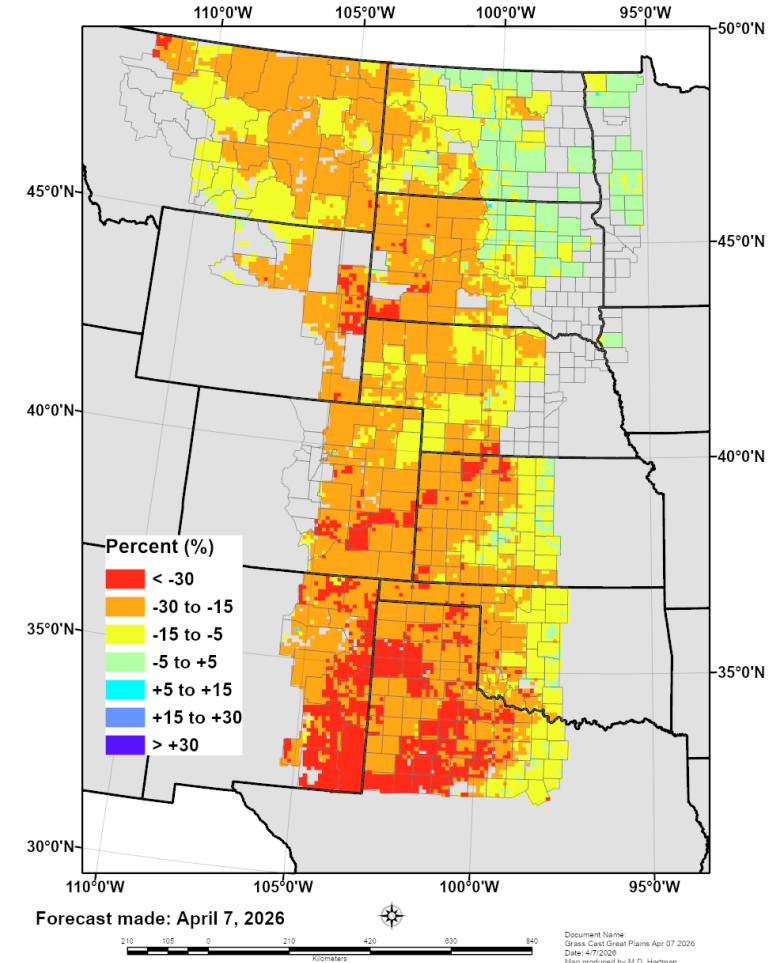 110°0'W 105°0'W 100°0'W 95°0'W
50°0'N
45°0'N
45°0'N
40°0'N
40°0'N
35°0'N
35°0'N
30°0'N
Percent (%)
< -30
-30 to -15
-15 to -5
-5 to +5
+5 to +15
+15 to +30
> +30
110°0'W 105°0'W 100°0'W 95°0'W
Forecast made: April 7, 2026
210 105 0 210 420 630 840
Kilometers
Document Name:
Grass Cast Great Plains Apr 07 2026
Date: 4/7/2026
Map produced by M.D. Hartman